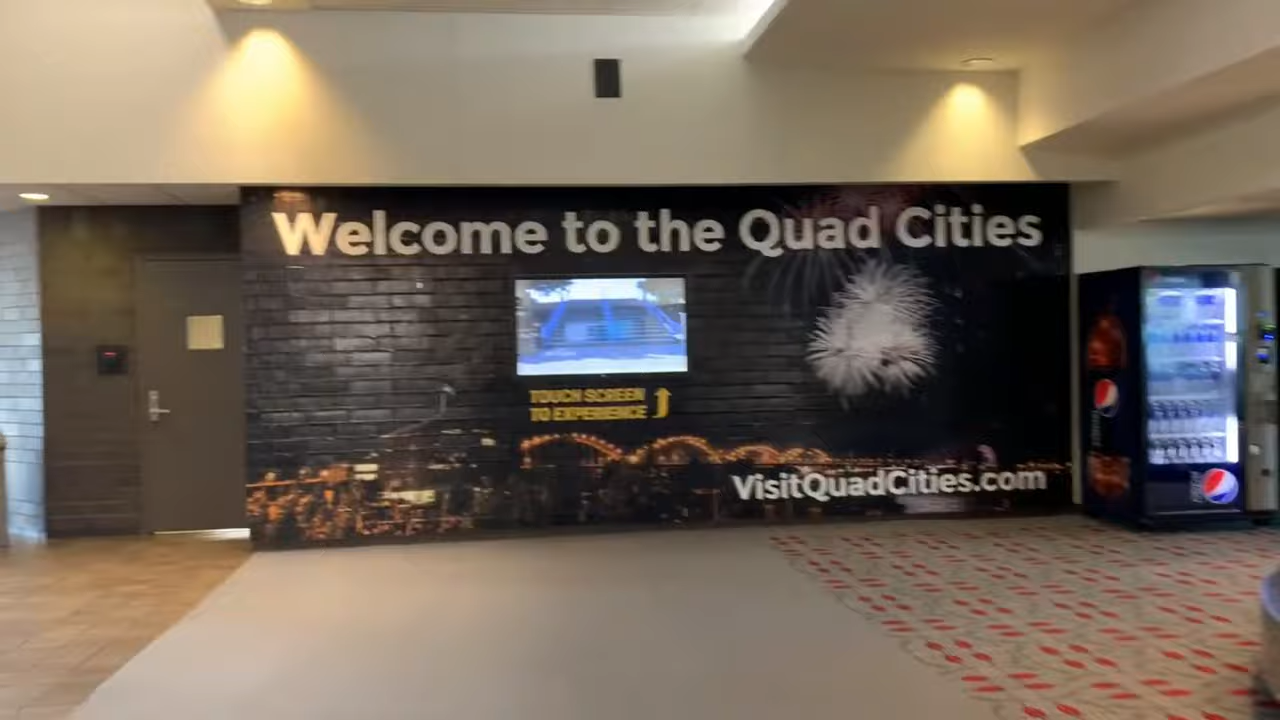 Welcome to the Quad Cities
TOUCH SCREEN
TO EXPERIENCE
VisitQuadCities.com